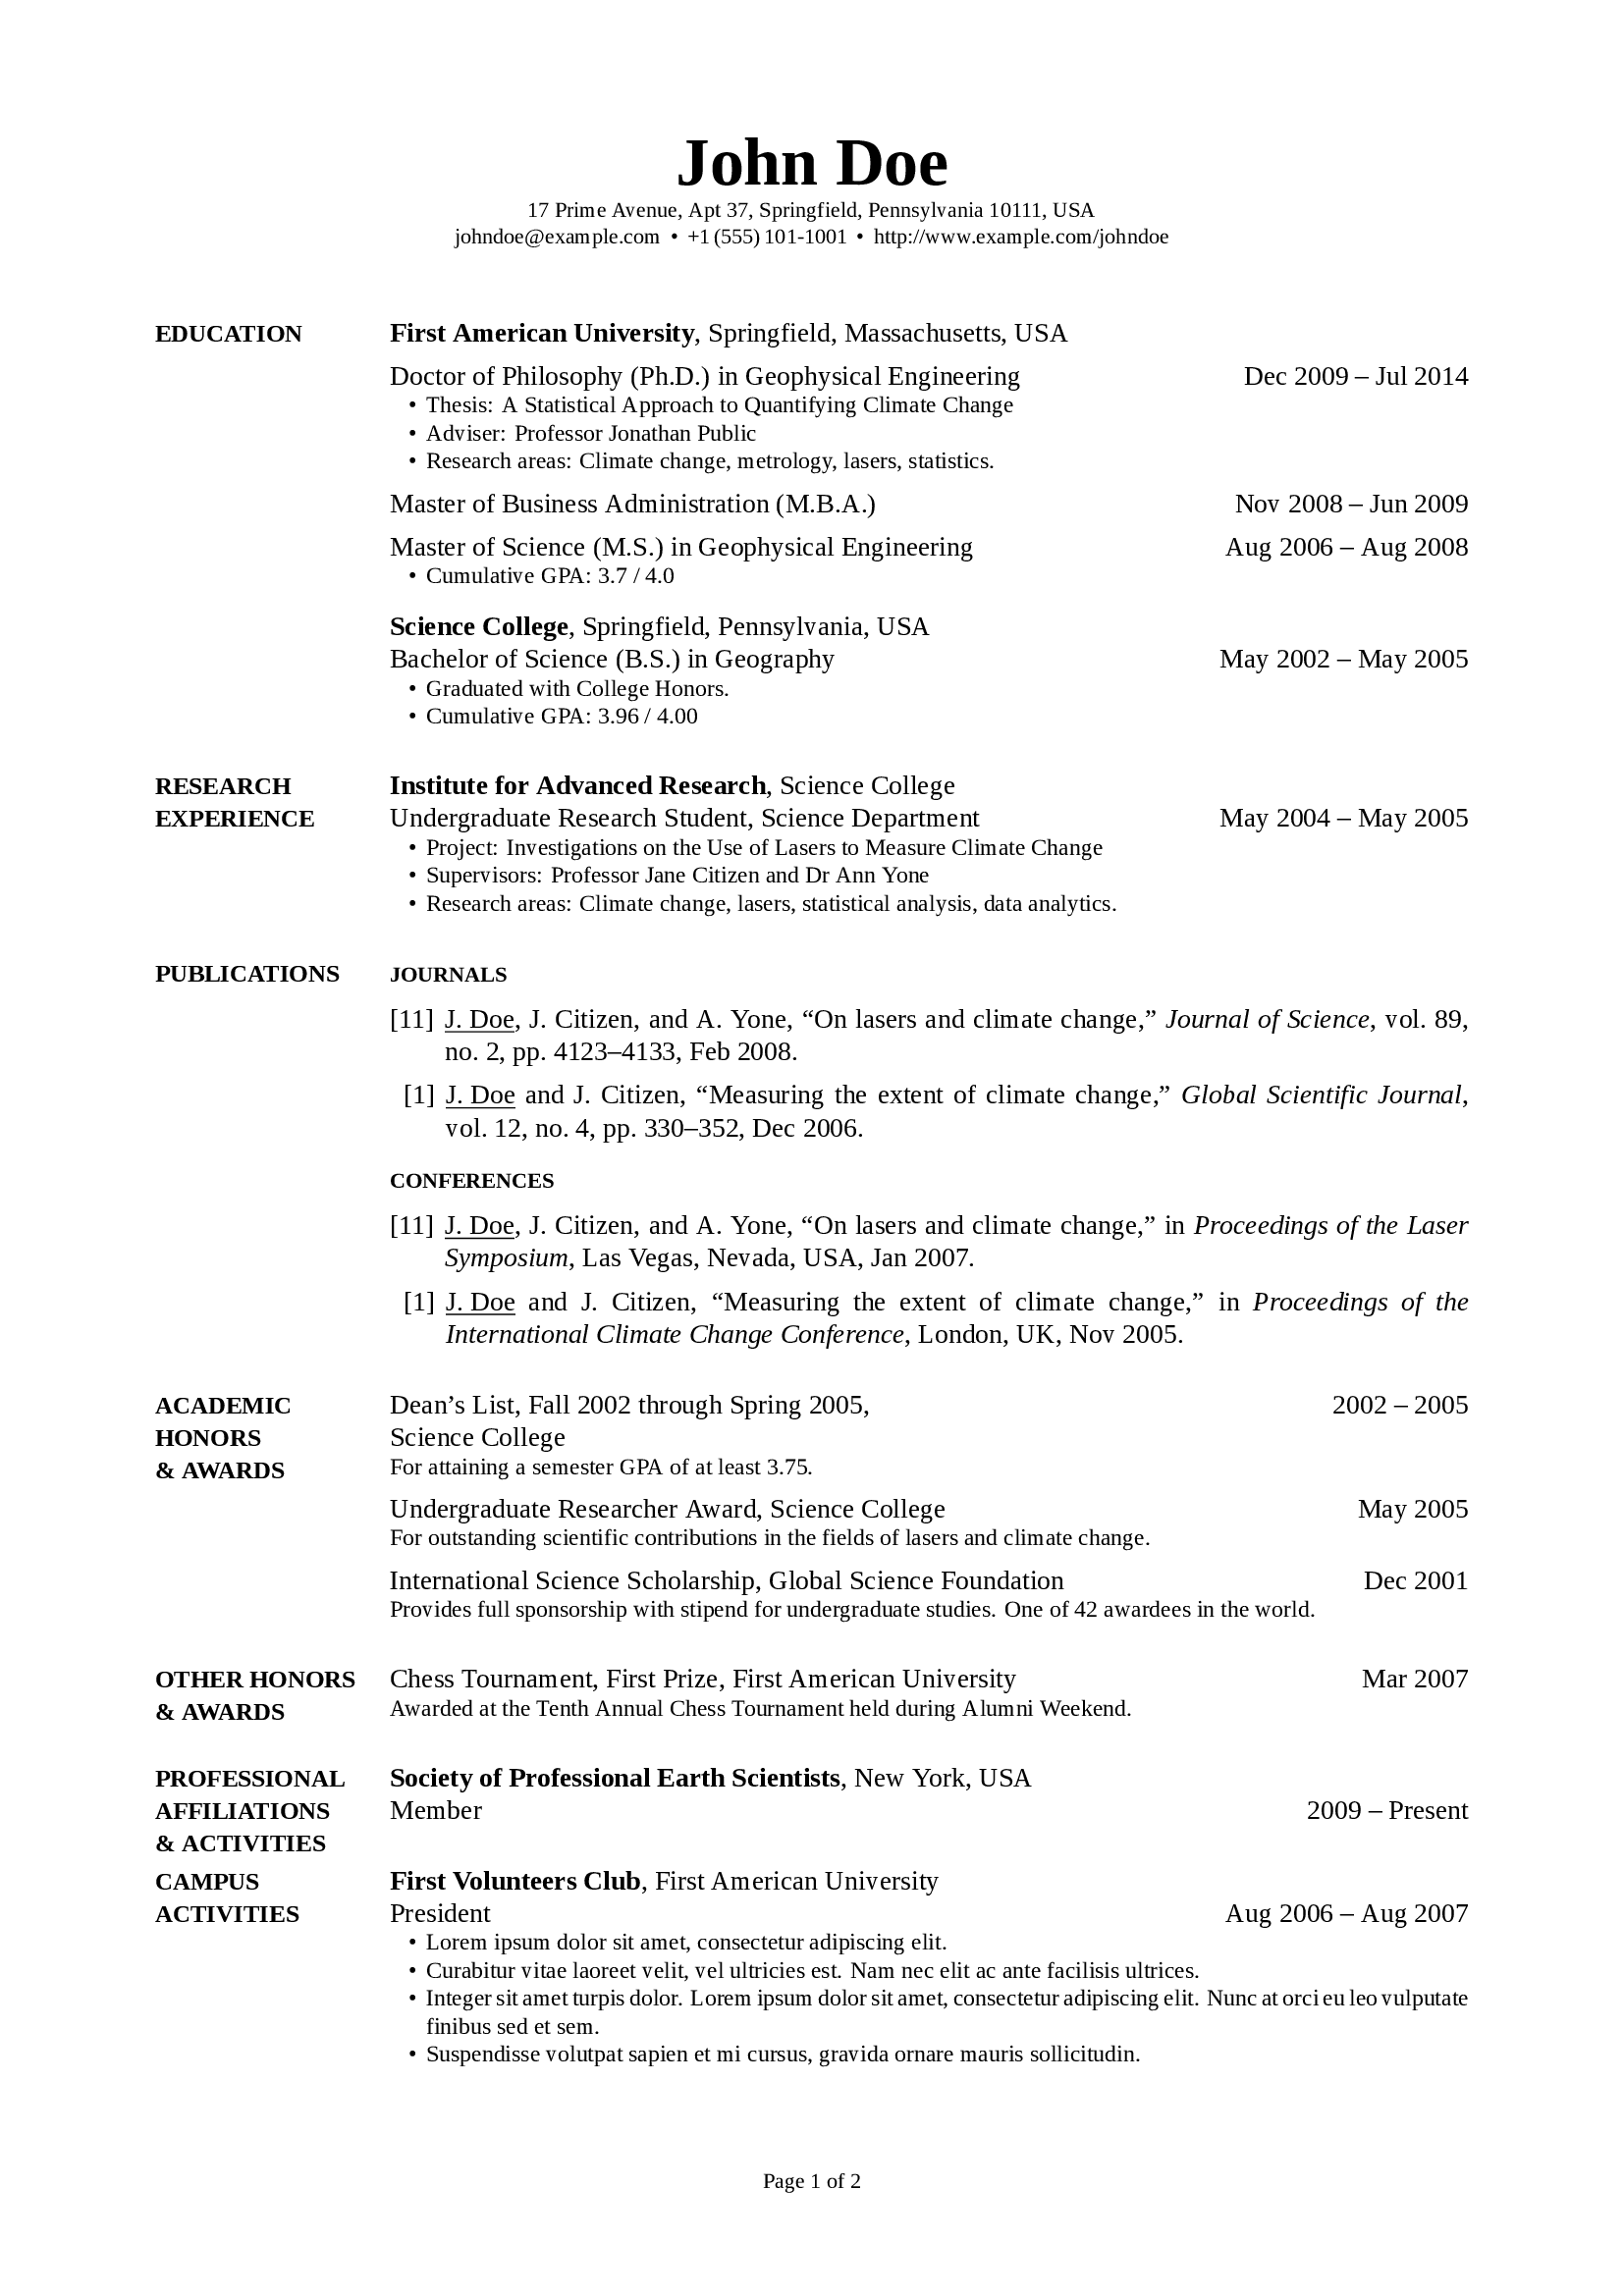 John Doe
17 Prime Avenue, Apt 37, Springfield, Pennsylvania 10111, USA
johndoe@example.com • +1 (555) 101-1001 • http://www.example.com/johndoe
EDUCATION
First American University, Springfield, Massachusetts, USA
Doctor of Philosophy (Ph.D.) in Geophysical Engineering Dec 2009 – Jul 2014
• Thesis: A Statistical Approach to Quantifying Climate Change
• Adviser: Professor Jonathan Public
• Research areas: Climate change, metrology, lasers, statistics.
Master of Business Administration (M.B.A.) Nov 2008 – Jun 2009
Master of Science (M.S.) in Geophysical Engineering Aug 2006 – Aug 2008
• Cumulative GPA: 3.7 / 4.0
Science College, Springfield, Pennsylvania, USA
Bachelor of Science (B.S.) in Geography May 2002 – May 2005
• Graduated with College Honors.
• Cumulative GPA: 3.96 / 4.00
RESEARCH
EXPERIENCE
Institute for Advanced Research, Science College
Undergraduate Research Student, Science Department May 2004 – May 2005
• Project: Investigations on the Use of Lasers to Measure Climate Change
• Supervisors: Professor Jane Citizen and Dr Ann Yone
• Research areas: Climate change, lasers, statistical analysis, data analytics.
PUBLICATIONS
JOURNALS
[11] J. Doe, J. Citizen, and A. Yone, “On lasers and climate change,” Journal of Science, vol. 89,
no. 2, pp. 4123–4133, Feb 2008.
[1] J. Doe and J. Citizen, “Measuring the extent of climate change,” Global Scientific Journal,
vol. 12, no. 4, pp. 330–352, Dec 2006.
CONFERENCES
[11] J. Doe, J. Citizen, and A. Yone, “On lasers and climate change,” in Proceedings of the Laser
Symposium, Las Vegas, Nevada, USA, Jan 2007.
[1] J. Doe and J. Citizen, “Measuring the extent of climate change,” in Proceedings of the
International Climate Change Conference, London, UK, Nov 2005.
ACADEMIC
HONORS
& AWARDS
Dean’s List, Fall 2002 through Spring 2005, 2002 – 2005
Science College
For attaining a semester GPA of at least 3.75.
Undergraduate Researcher Award, Science College May 2005
For outstanding scientific contributions in the fields of lasers and climate change.
International Science Scholarship, Global Science Foundation Dec 2001
Provides full sponsorship with stipend for undergraduate studies. One of 42 awardees in the world.
OTHER HONORS
& AWARDS
Chess Tournament, First Prize, First American University Mar 2007
Awarded at the Tenth Annual Chess Tournament held during Alumni Weekend.
PROFESSIONAL
AFFILIATIONS
& ACTIVITIES
Society of Professional Earth Scientists, New York, USA
Member 2009 – Present
CAMPUS
ACTIVITIES
First Volunteers Club, First American University
President Aug 2006 – Aug 2007
• Lorem ipsum dolor sit amet, consectetur adipiscing elit.
• Curabitur vitae laoreet velit, vel ultricies est. Nam nec elit ac ante facilisis ultrices.
• Integer sit amet turpis dolor. Lorem ipsum dolor sit amet, consectetur adipiscing elit. Nunc at orci eu leo vulputate
finibus sed et sem.
• Suspendisse volutpat sapien et mi cursus, gravida ornare mauris sollicitudin.
Page 1 of 2